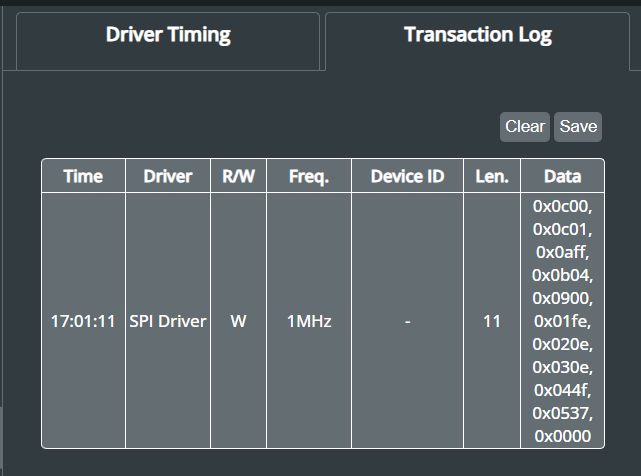 Driver Timing
Transaction Log
Clear Save
Time Driver R/W Freq. Device ID Len. Data
17:01:11 SPI Driver W 1MHz - 11 0x0c00,
0x0c01,
0x0aff,
0x0b04,
0x0900,
0x01fe,
0x020e,
0x030e,
0x044f,
0x0537,
0x0000